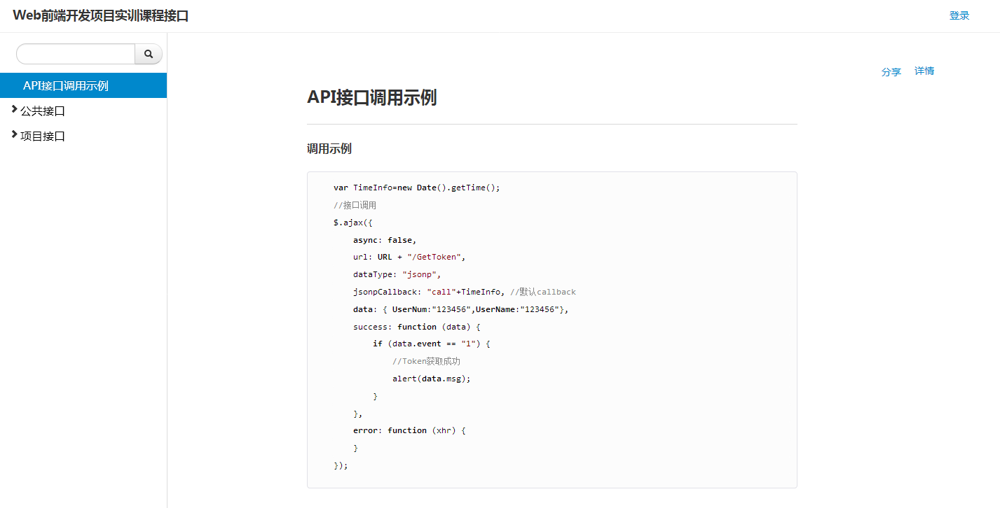 Web前端开发项目实训课程接口
登录
API接口调用示例
公共接口
项目接口
分享 详情
API接口调用示例
调用示例
var TimeInfo=new Date().getTime();
//接口调用
$.ajax({
    async: false,
    url: URL + "/GetToken",
    dataType: "jsonp",
    jsonpCallback: "call"+TimeInfo, //默认callback
    data: { UserNum:"123456",UserName:"123456"},
    success: function (data) {
        if (data.event == "1") {
            //Token获取成功
            alert(data.msg);
        }
    },
    error: function (xhr) {
    }
});